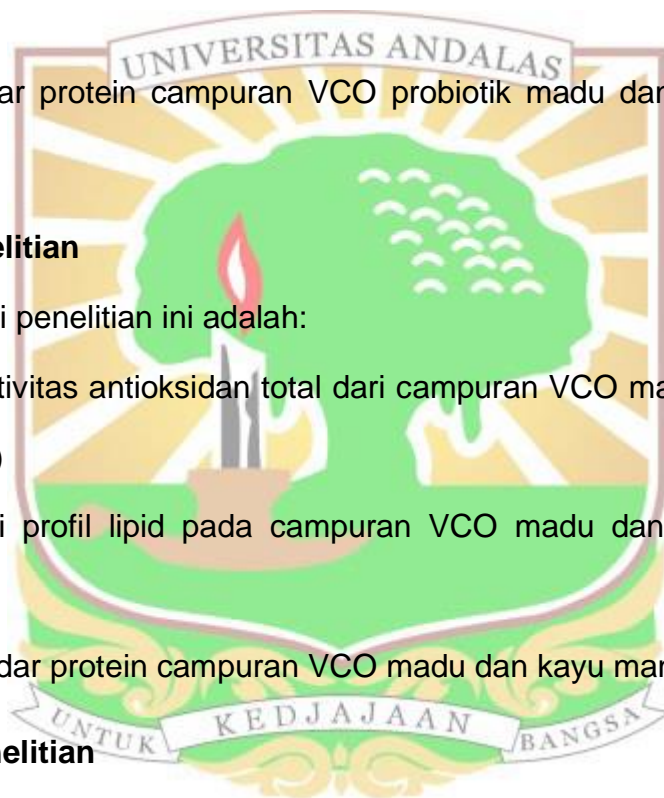 UNIVERSITAS ANDALAS
ar protein campuran VCO probiotik madu dan
elitian
i penelitian ini adalah:
tivitas antioksidan total dari campuran VCO ma
)
i profil lipid pada campuran VCO madu dan
dar protein campuran VCO madu dan kayu mar
UNTUK KEDJAJAAN BANGSA
nelitian